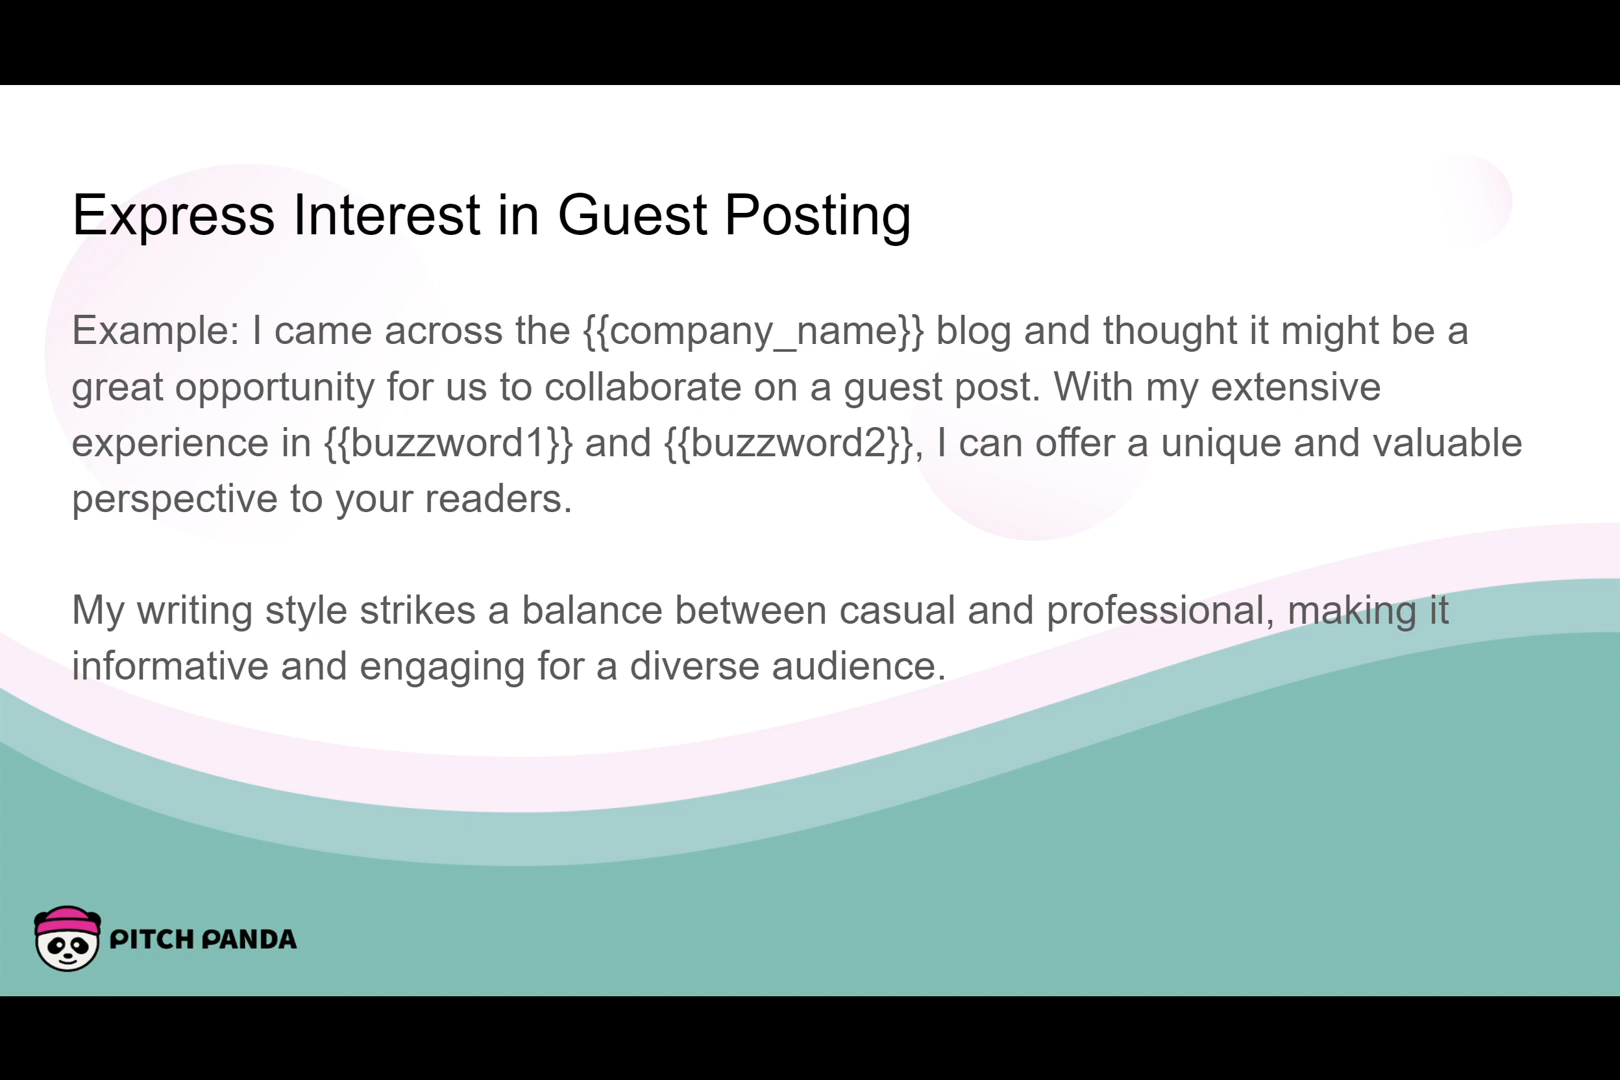 Express Interest in Guest Posting
Example: I came across the {{company_name}} blog and thought it might be a
great opportunity for us to collaborate on a guest post. With my extensive
experience in {{buzzword1}} and {{buzzword2}}, I can offer a unique and valuable
perspective to your readers.
My writing style strikes a balance between casual and professional, making it
informative and engaging for a diverse audience.
PITCH PANDA